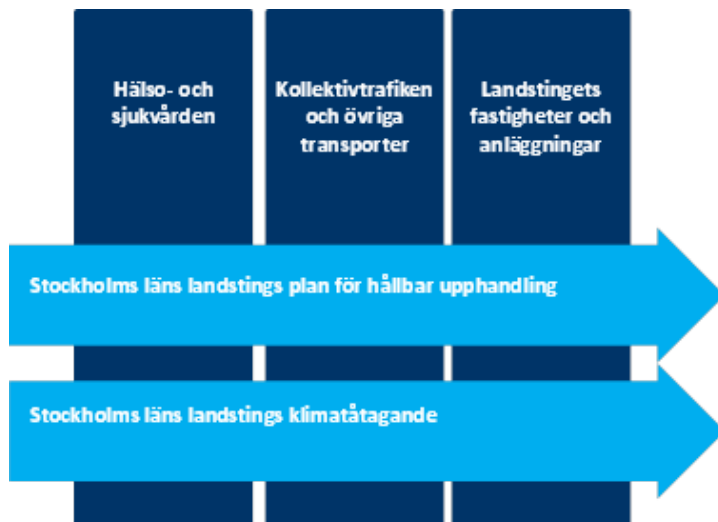 Hälso- och
sjukvården
Kollektivtrafiken
och övriga
transporter
Landstingets
fastigheter och
anläggningar
Stockholms läns landstings plan för hållbar upphandling
Stockholms läns landstings klimatåtagande